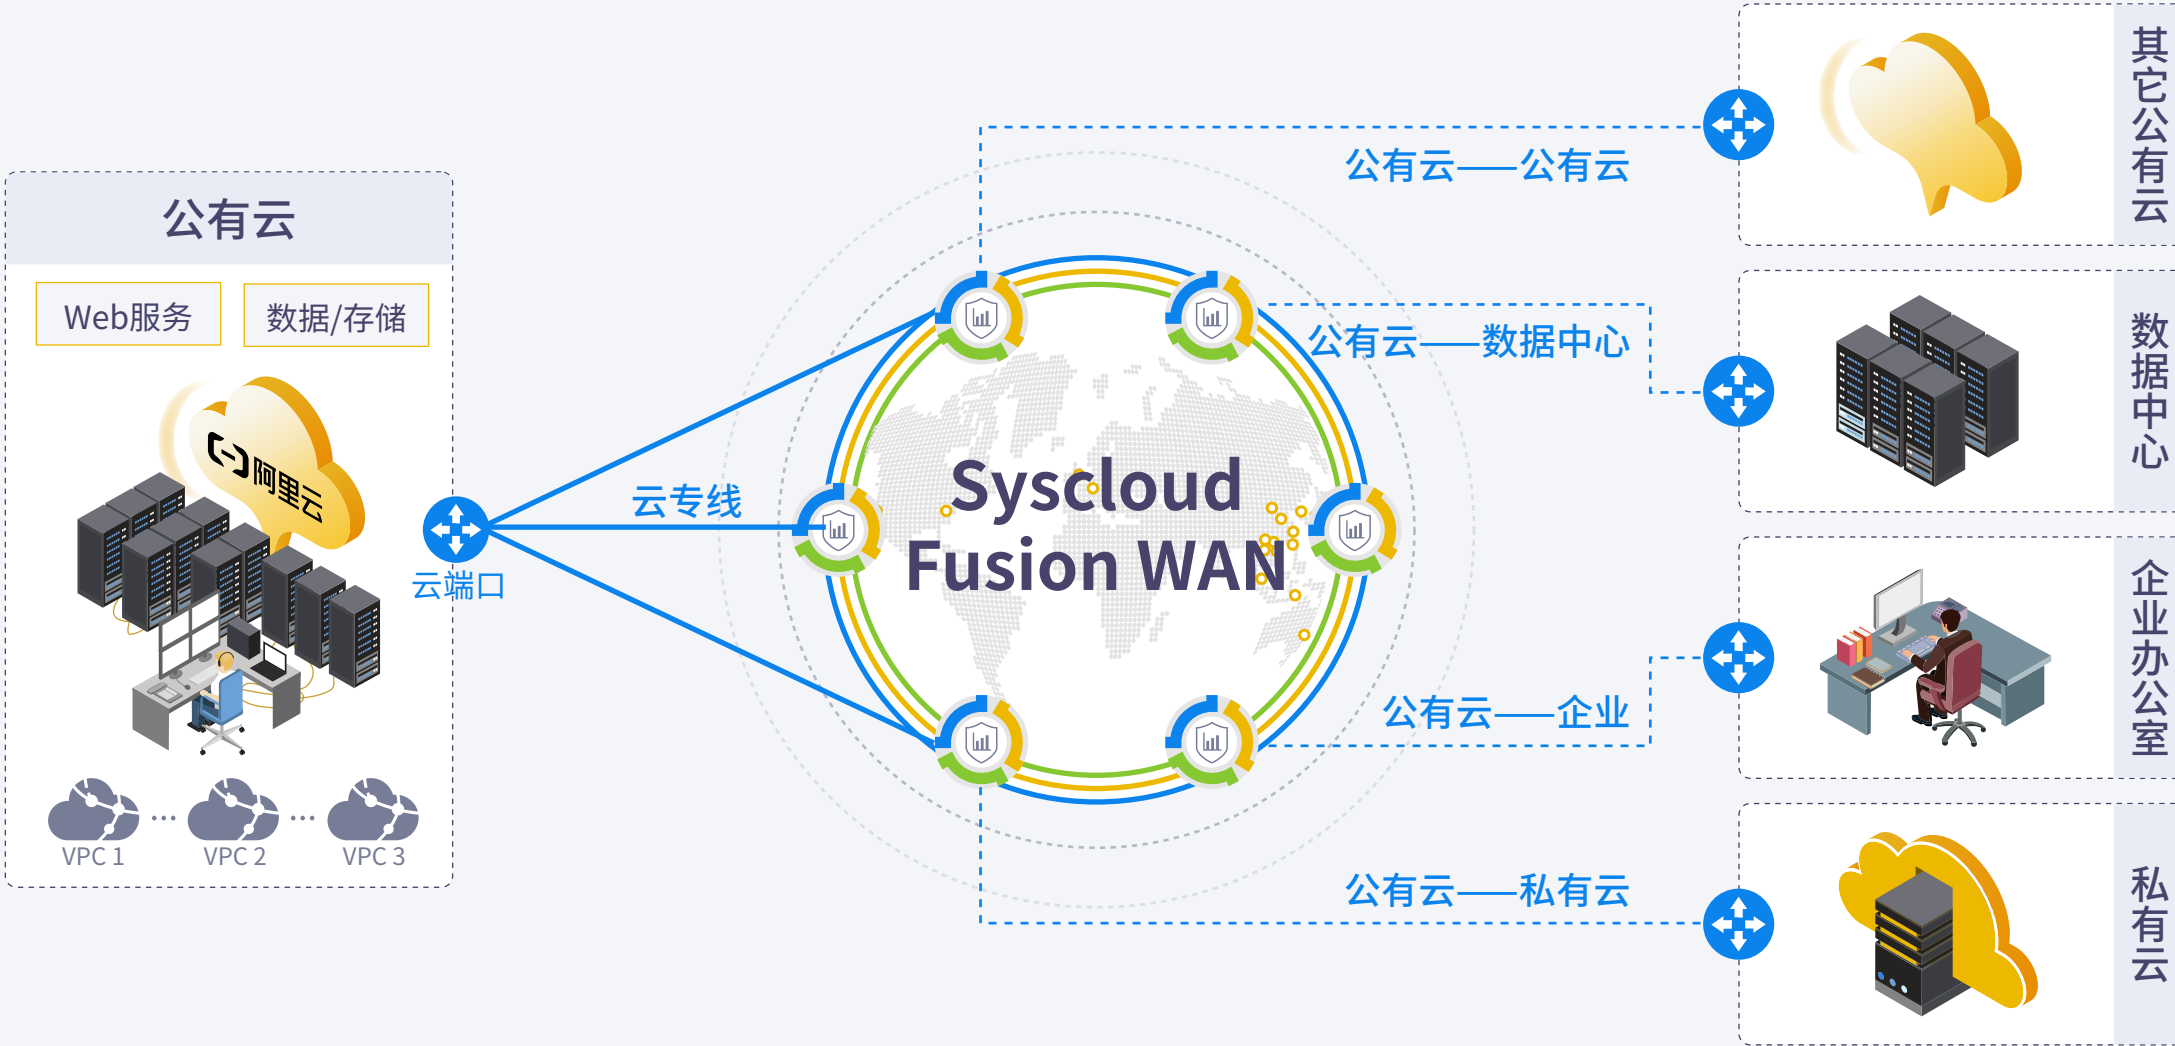 公有云
Web服务
数据/存储
阿里云
VPC 1
VPC 2
VPC 3
云端口
云专线
Syscloud
Fusion WAN
公有云——公有云
公有云——数据中心
公有云——企业
公有云——私有云
其它公有云
数据中心
企业办公室
私有云